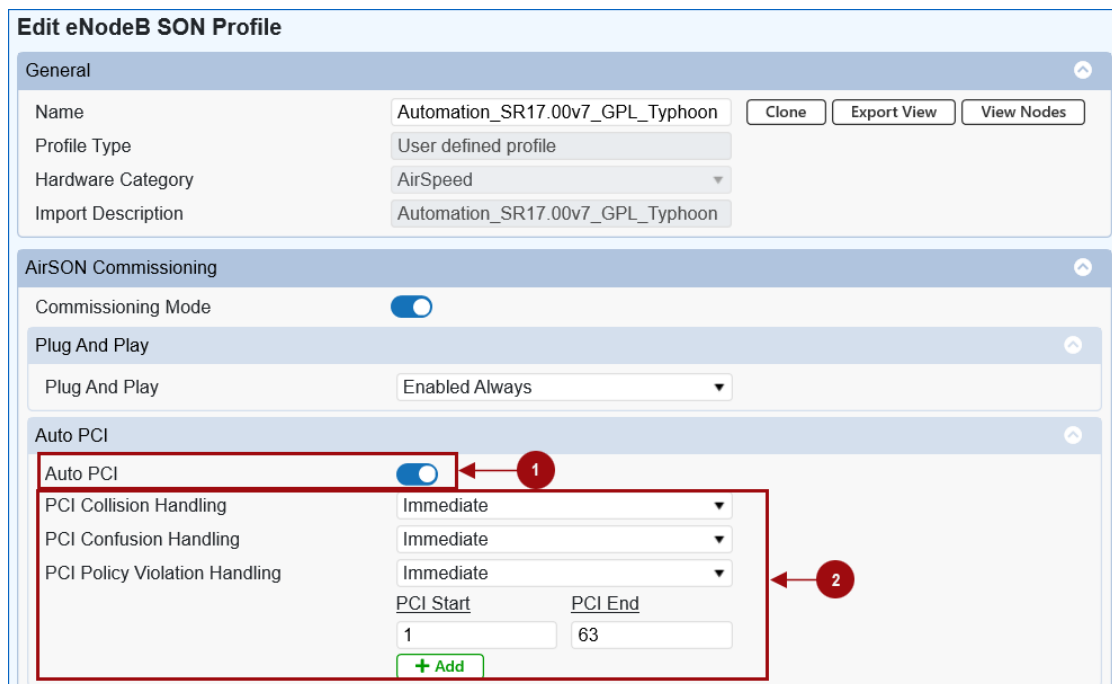 Edit eNodeB SON Profile
General
Name Automation_SR17.00v7_GPL_Typhoon Clone Export View View Nodes
Profile Type User defined profile
Hardware Category AirSpeed
Import Description Automation_SR17.00v7_GPL_Typhoon
AirSON Commissioning
Commissioning Mode
Plug And Play
Plug And Play Enabled Always
Auto PCI
Auto PCI 1
PCI Collision Handling Immediate
PCI Confusion Handling Immediate
PCI Policy Violation Handling Immediate 2
PCI Start PCI End
1 63
+ Add